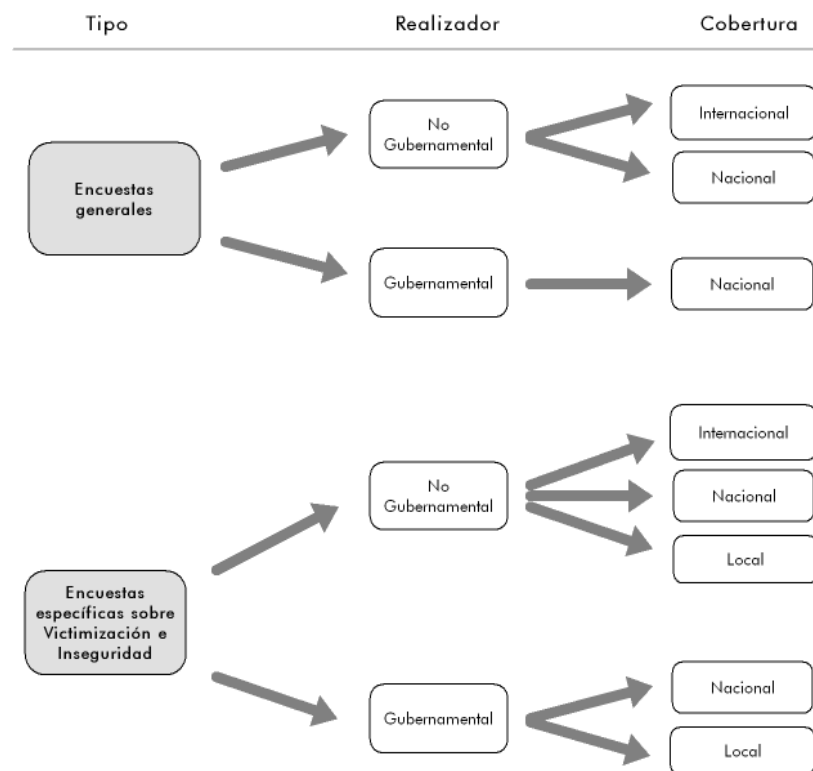 Tipo Realizador Cobertura
Encuestas
generales
No
Gubernamental
Internacional
Nacional
Gubernamental
Nacional
Encuestas
específicas sobre
Victimización e
Inseguridad
No
Gubernamental
Internacional
Nacional
Local
Gubernamental
Nacional
Local